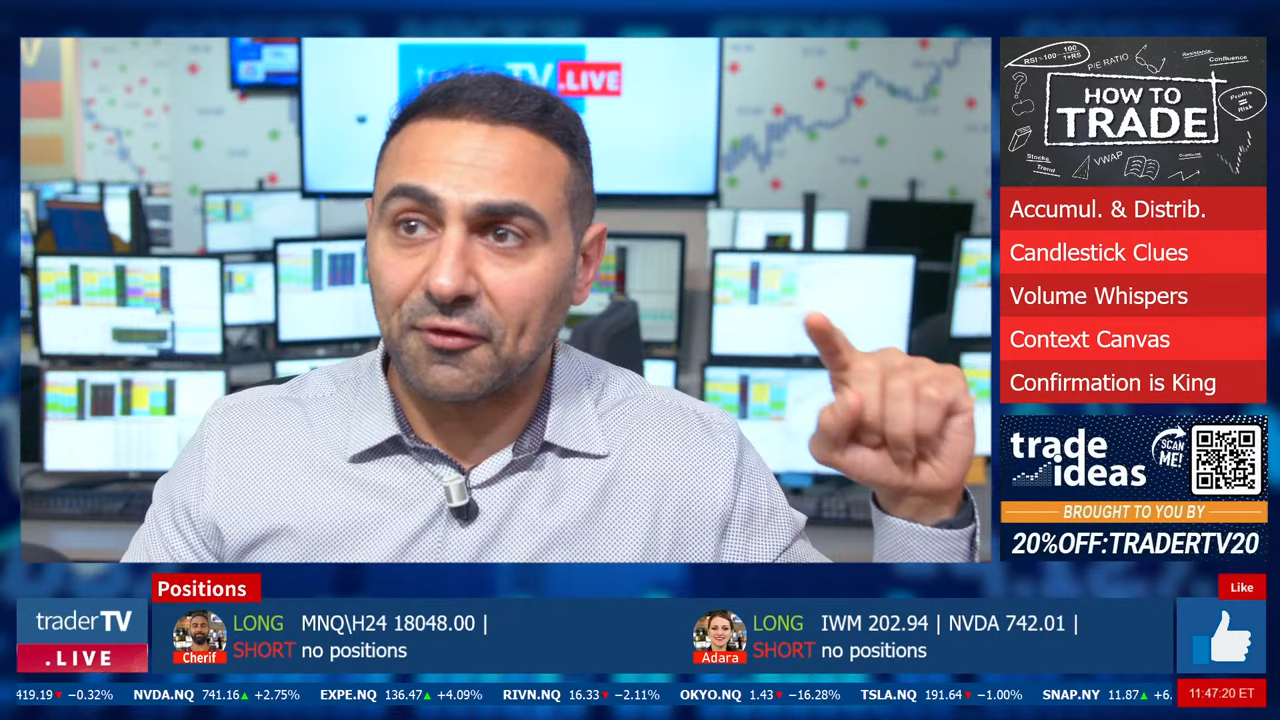 traderTV.LIVE
RSI=100- 100
1+RS
P/E RATIO
Resistance
Confluence
HOW TO
TRADE
Profits
=
Risk
Stocks
Trend
VWAP
Accumul. & Distrib.
Candlestick Clues
Volume Whispers
Context Canvas
Confirmation is King
trade
ideas
SCAN
ME!
BROUGHT TO YOU BY
20%OFF:TRADERTV20
Positions
Like
traderTV
.LIVE
Cherif
LONG MNQ\H24 18048.00 |
SHORT no positions
Adara
LONG IWM 202.94 | NVDA 742.01 |
SHORT no positions
419.19▼ −0.32% NVDA.NQ 741.16▲ +2.75% EXPE.NQ 136.47▲ +4.09% RIVN.NQ 16.33▼ −2.11% OKYO.NQ 1.43▼ −16.28% TSLA.NQ 191.64▼ −1.00% SNAP.NY 11.87▲ +6.
11:47:20 ET